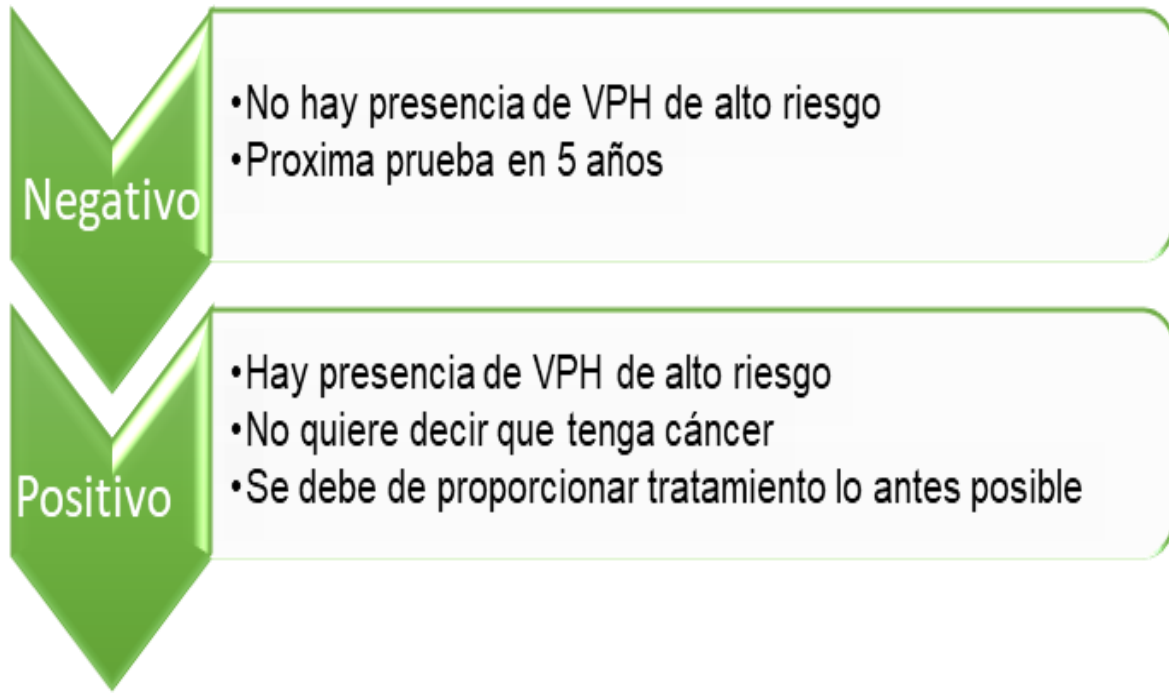 Negativo
•No hay presencia de VPH de alto riesgo
•Proxima prueba en 5 años
Positivo
•Hay presencia de VPH de alto riesgo
•No quiere decir que tenga cáncer
•Se debe de proporcionar tratamiento lo antes posible